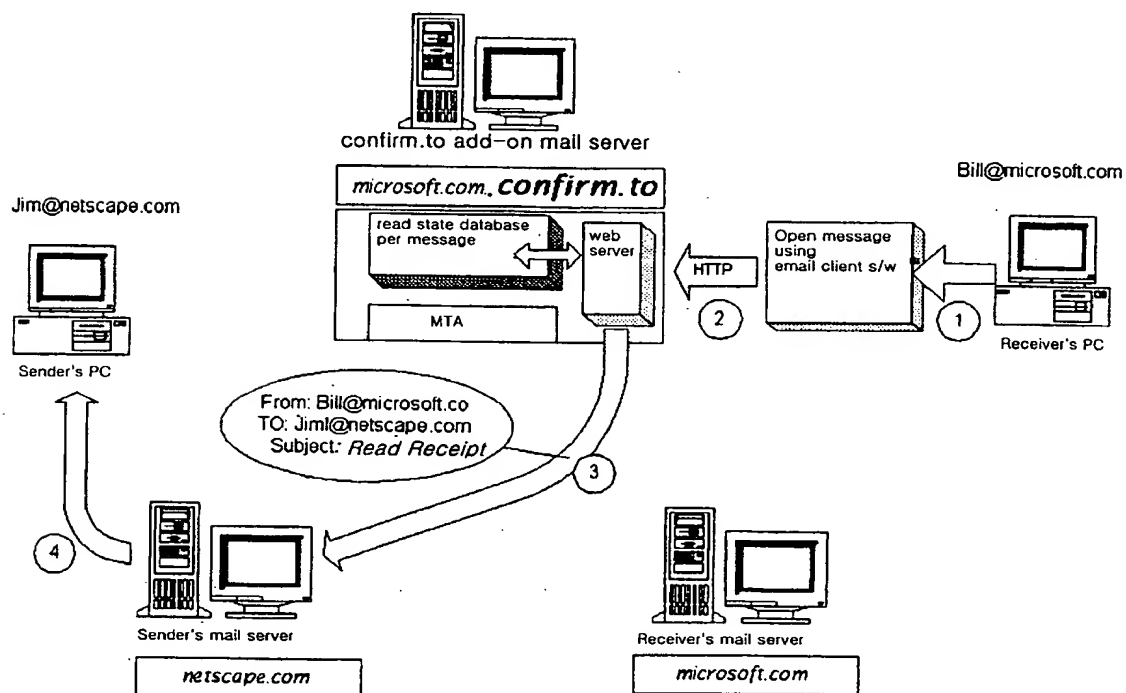 confirm.to add-on mail server
microsoft.com. confirm.to
Bill@microsoft.com
Jim@netscape.com
read state database
per message
web
server
HTTP
Open message
using
email client s/w
MTA
2
1
Sender's PC
Receiver's PC
From: Bill@microsoft.co
TO: Jiml@netscape.com
Subject: Read Receipt
3
4
Sender's mail server
Receiver's mail server
netscape.com
microsoft.com